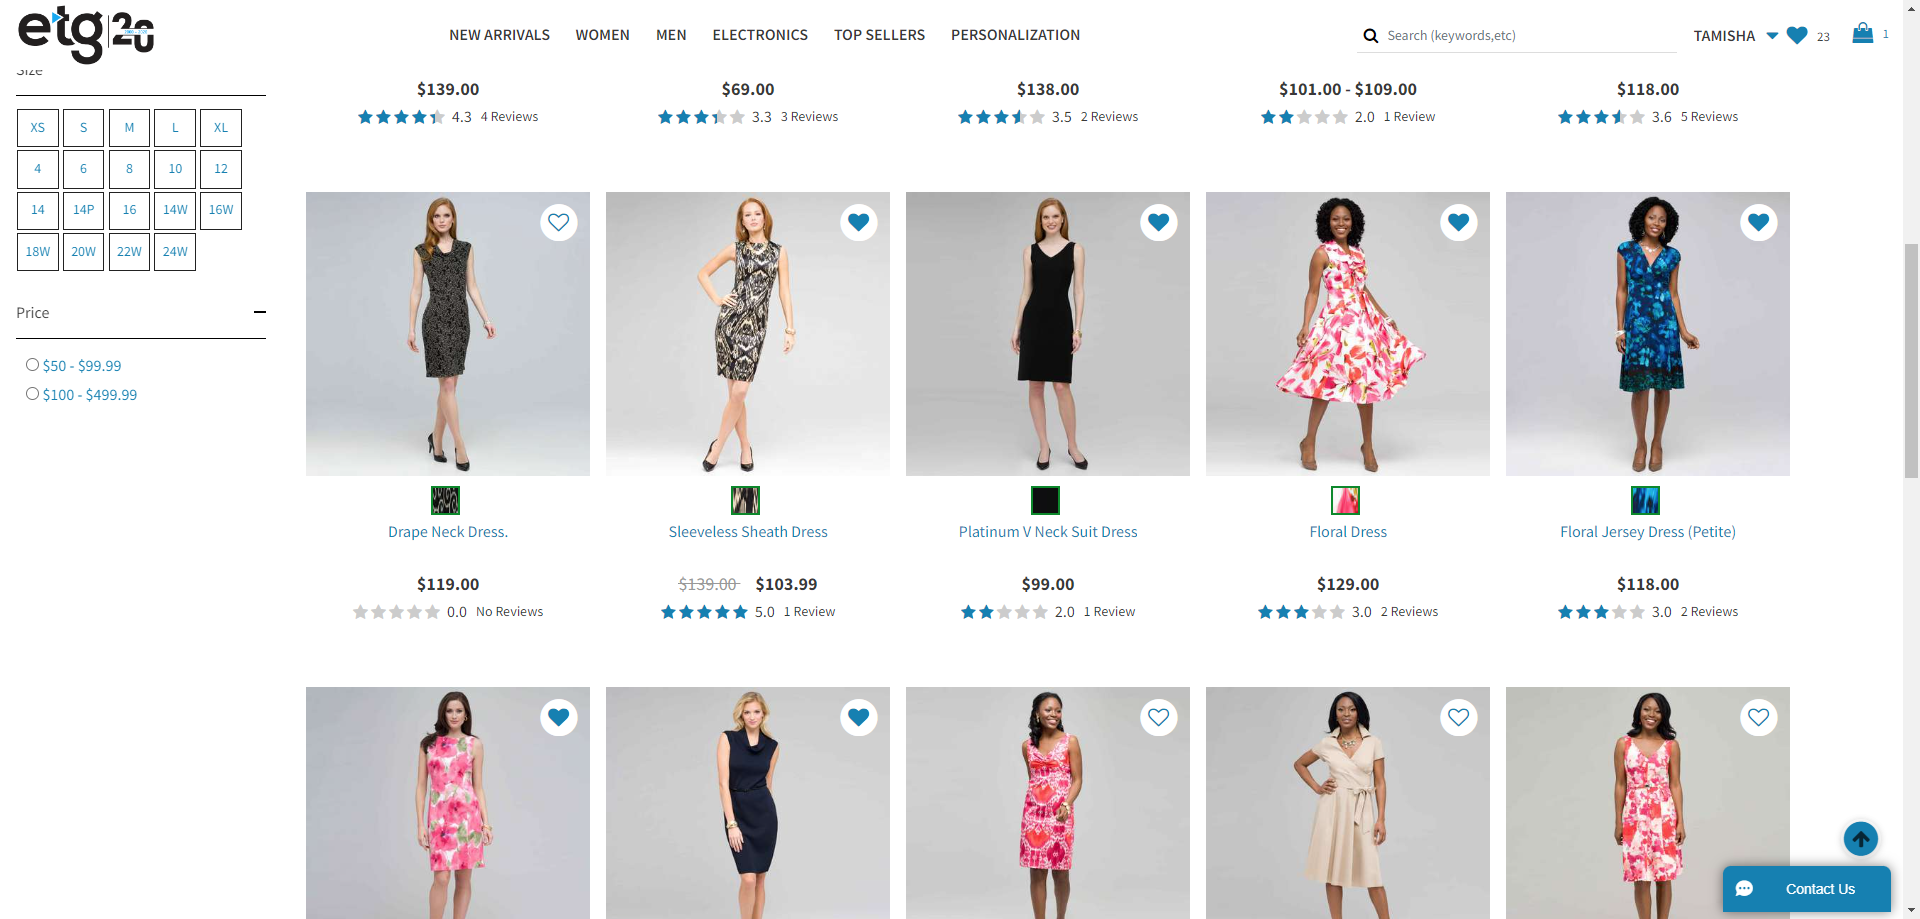 etg 20
NEW ARRIVALS WOMEN MEN ELECTRONICS TOP SELLERS PERSONALIZATION
Search (keywords,etc)
TAMISHA 23 1
Size
XS S M L XL
4 6 8 10 12
14 14P 16 14W 16W
18W 20W 22W 24W
Price
$50 - $99.99
$100 - $499.99
$139.00 $69.00 $138.00 $101.00 - $109.00 $118.00
4.3 4 Reviews 3.3 3 Reviews 3.5 2 Reviews 2.0 1 Review 3.6 5 Reviews
Drape Neck Dress. Sleeveless Sheath Dress Platinum V Neck Suit Dress Floral Dress Floral Jersey Dress (Petite)
$119.00 $139.00 $103.99 $99.00 $129.00 $118.00
0.0 No Reviews 5.0 1 Review 2.0 1 Review 3.0 2 Reviews 3.0 2 Reviews
Contact Us